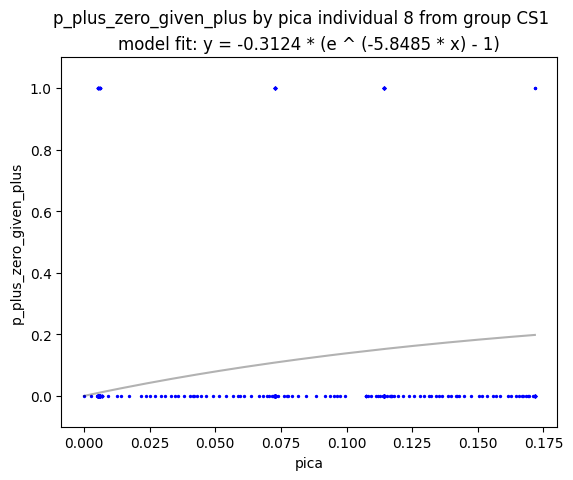 p_plus_zero_given_plus by pica individual 8 from group CS1
model fit: y = -0.3124 * (e ^ (-5.8485 * x) - 1)
1.0
0.8
0.6
0.4
0.2
0.0
p_plus_zero_given_plus
0.000 0.025 0.050 0.075 0.100 0.125 0.150 0.175
pica